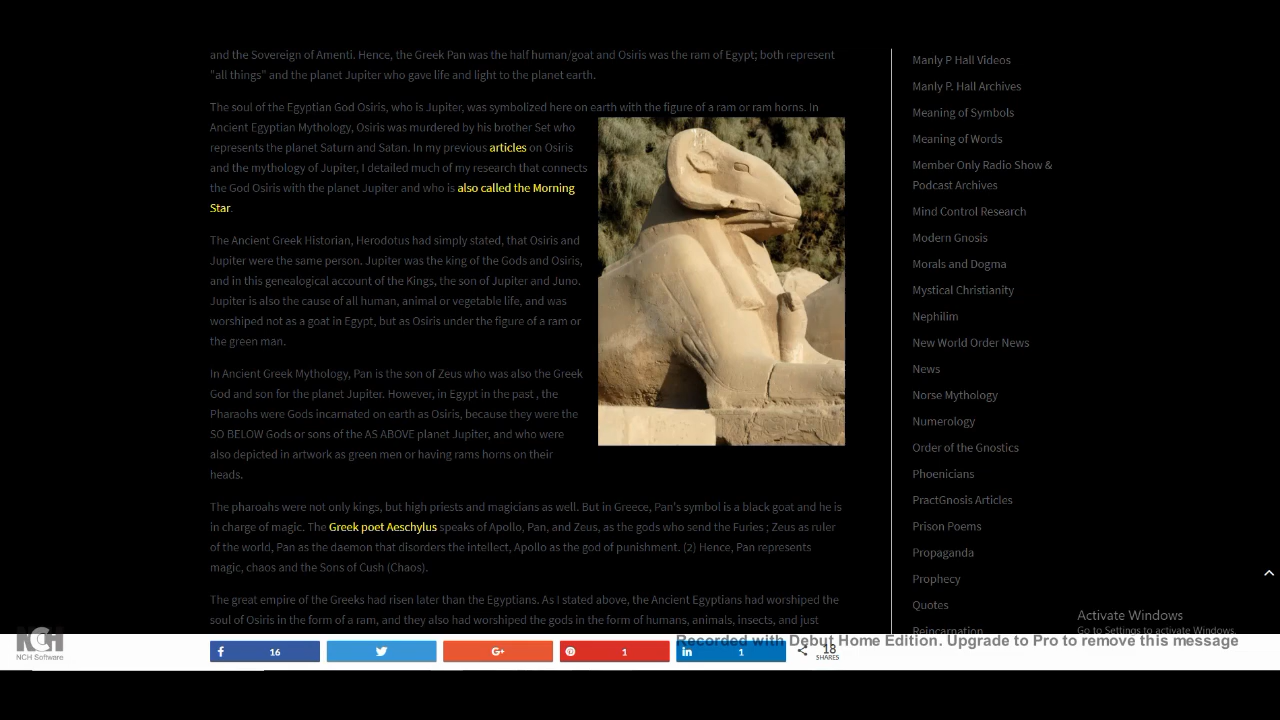 and the Sovereign of Amenti. Hence, the Greek Pan was the half human/goat and Osiris was the ram of Egypt; both represent
"all things" and the planet Jupiter who gave life and light to the planet earth.
The soul of the Egyptian God Osiris, who is Jupiter, was symbolized here on earth with the figure of a ram or ram horns. In
Ancient Egyptian Mythology, Osiris was murdered by his brother Set who
represents the planet Saturn and Satan. In my previous articles on Osiris
and the mythology of Jupiter, I detailed much of my research that connects
the God Osiris with the planet Jupiter and who is also called the Morning
Star.
The Ancient Greek Historian, Herodotus had simply stated, that Osiris and
Jupiter were the same person. Jupiter was the king of the Gods and Osiris,
and in this genealogical account of the Kings, the son of Jupiter and Juno.
Jupiter is also the cause of all human, animal or vegetable life, and was
worshiped not as a goat in Egypt, but as Osiris under the figure of a ram or
the green man.
In Ancient Greek Mythology, Pan is the son of Zeus who was also the Greek
God and son for the planet Jupiter. However, in Egypt in the past , the
Pharaohs were Gods incarnated on earth as Osiris, because they were the
SO BELOW Gods or sons of the AS ABOVE planet Jupiter, and who were
also depicted in artwork as green men or having rams horns on their
heads.
The pharoahs were not only kings, but high priests and magicians as well. But in Greece, Pan's symbol is a black goat and he is
in charge of magic. The Greek poet Aeschylus speaks of Apollo, Pan, and Zeus, as the gods who send the Furies ; Zeus as ruler
of the world, Pan as the daemon that disorders the intellect, Apollo as the god of punishment. (2) Hence, Pan represents
magic, chaos and the Sons of Cush (Chaos).
The great empire of the Greeks had risen later than the Egyptians. As I stated above, the Ancient Egyptians had worshiped the
soul of Osiris in the form of a ram, and they also had worshiped the gods in the form of humans, animals, insects, and just
Manly P Hall Videos
Manly P. Hall Archives
Meaning of Symbols
Meaning of Words
Member Only Radio Show &
Podcast Archives
Mind Control Research
Modern Gnosis
Morals and Dogma
Mystical Christianity
Nephilim
New World Order News
News
Norse Mythology
Numerology
Order of the Gnostics
Phoenicians
PractGnosis Articles
Prison Poems
Propaganda
Prophecy
Quotes
Reincarnation
Activate Windows
Go to Settings to activate Windows.
Recorded with Debut Home Edition. Upgrade to Pro to remove this message
NCH
NCH Software
16
G+
1
in 1
18
SHARES